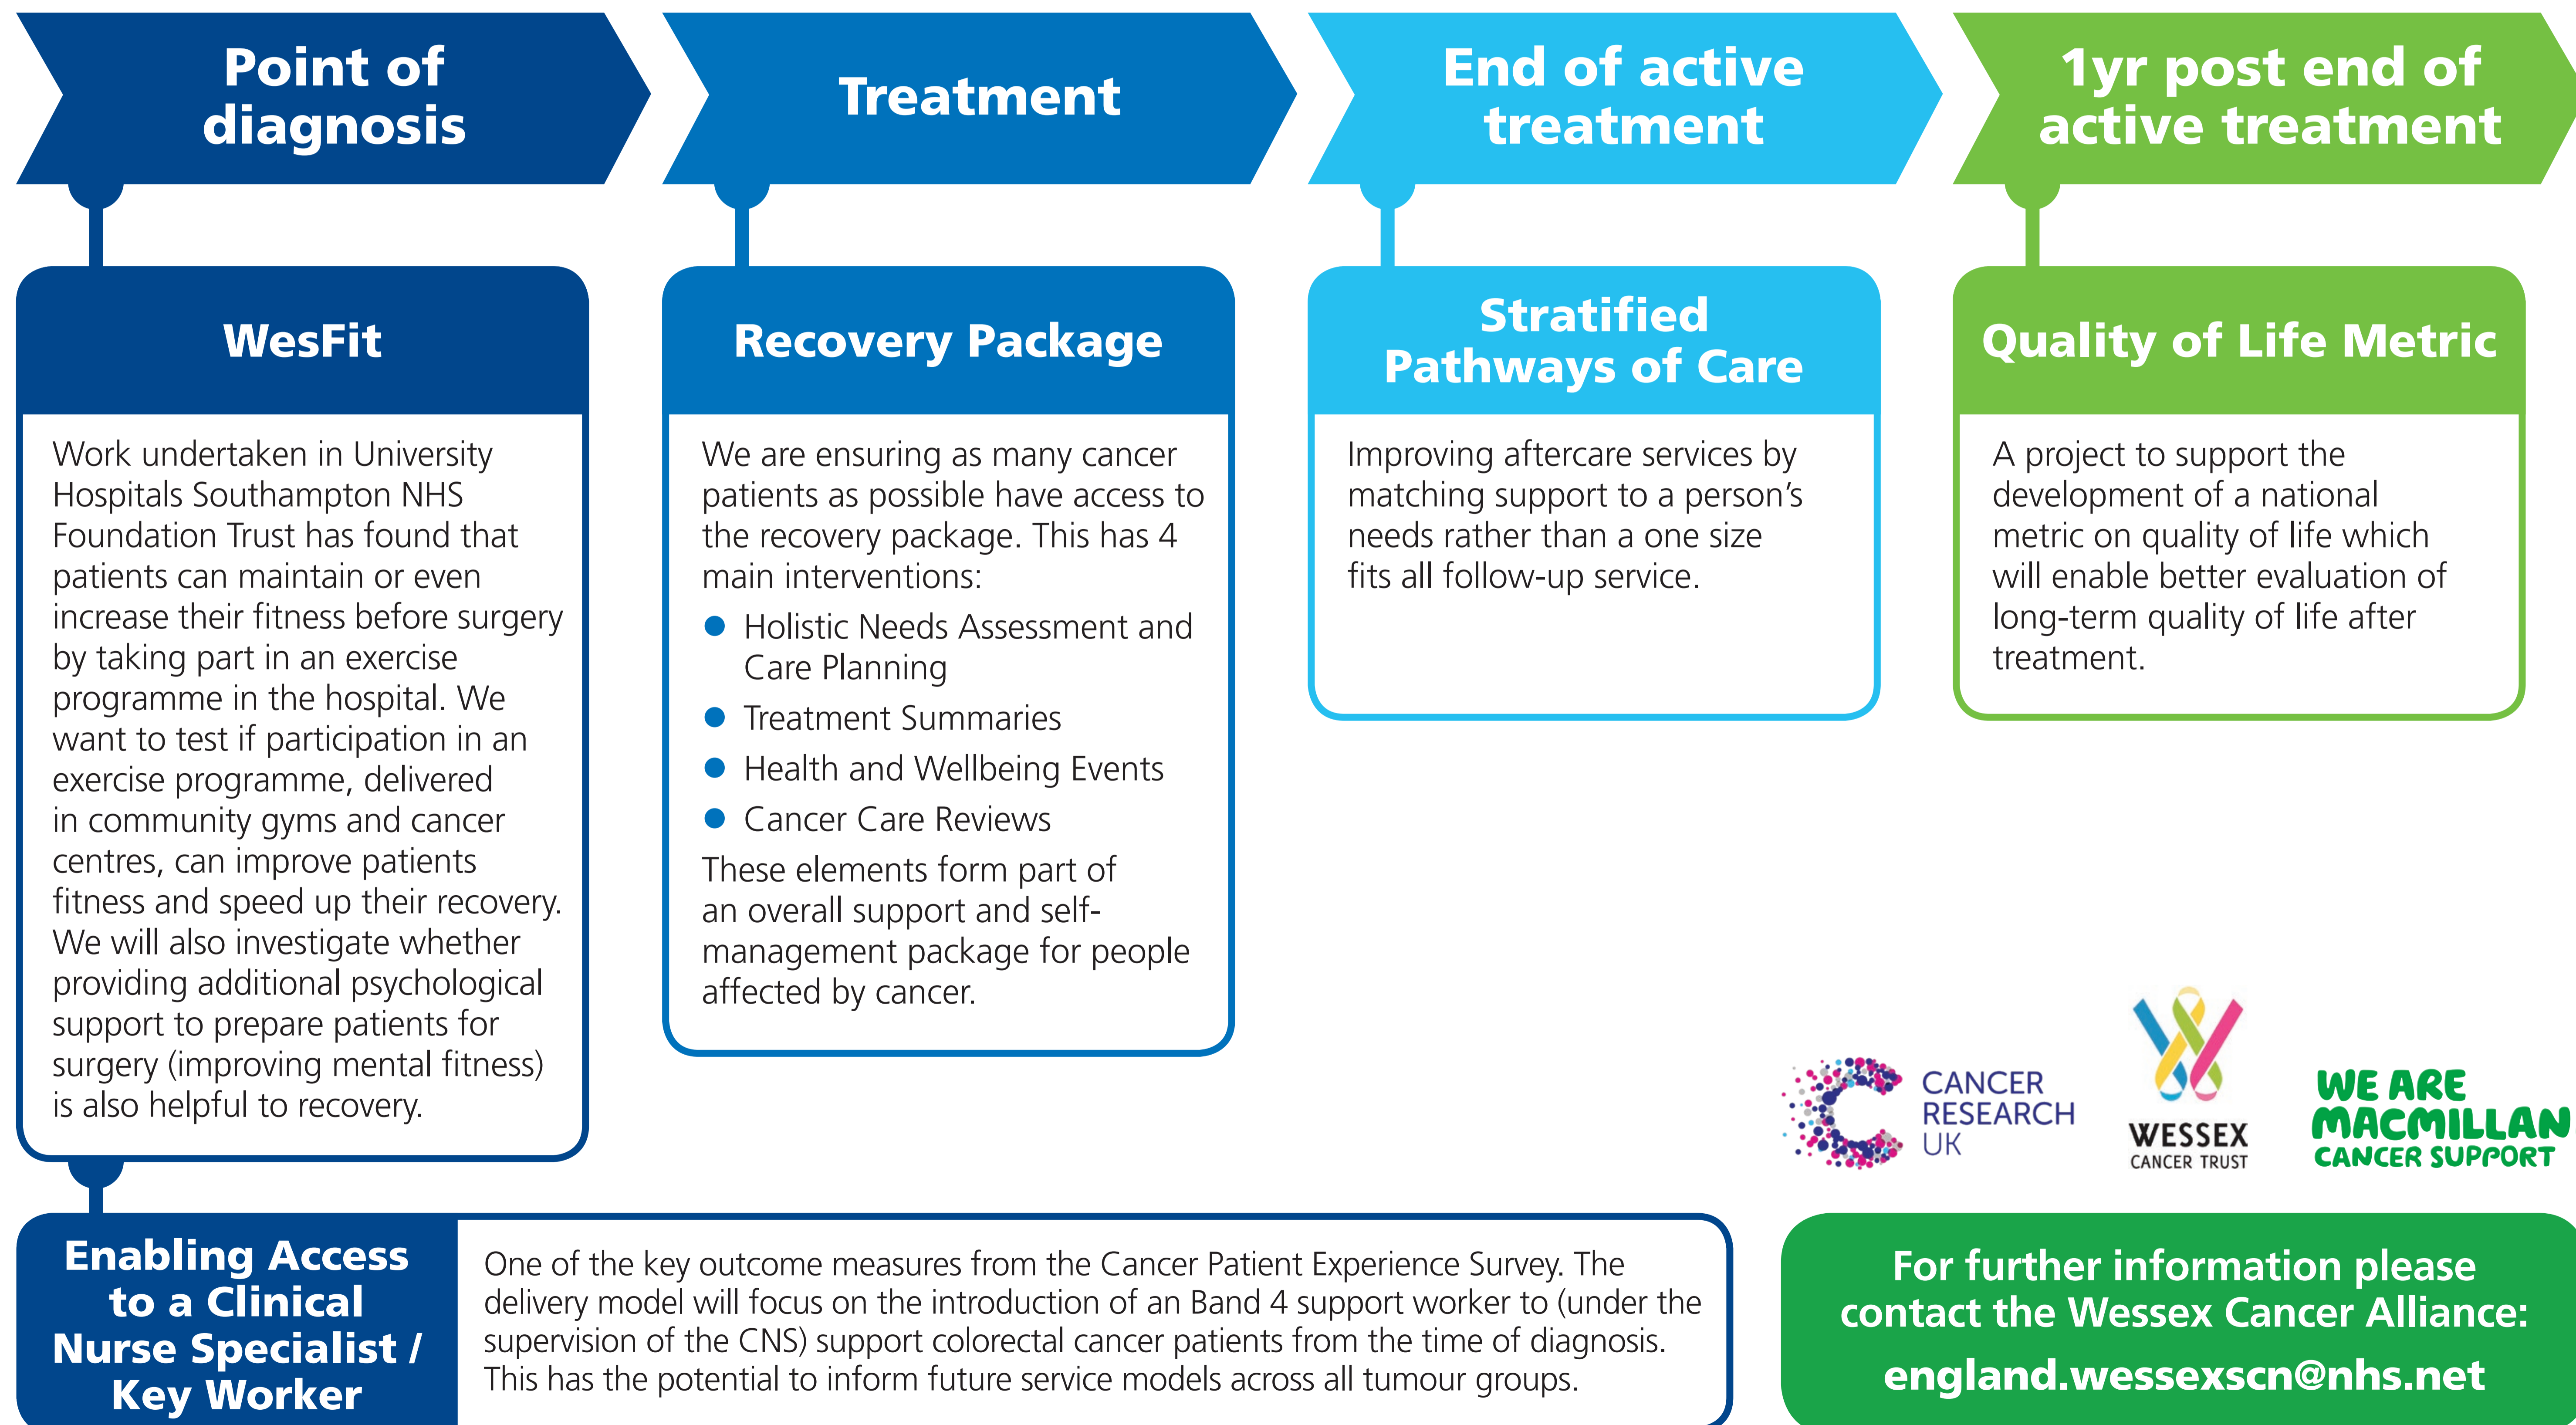 Point of
diagnosis
Treatment
End of active
treatment
1yr post end of
active treatment
WesFit
Work undertaken in University
Hospitals Southampton NHS
Foundation Trust has found that
patients can maintain or even
increase their fitness before surgery
by taking part in an exercise
programme in the hospital. We
want to test if participation in an
exercise programme, delivered
in community gyms and cancer
centres, can improve patients
fitness and speed up their recovery.
We will also investigate whether
providing additional psychological
support to prepare patients for
surgery (improving mental fitness)
is also helpful to recovery.
Recovery Package
We are ensuring as many cancer
patients as possible have access to
the recovery package. This has 4
main interventions:
● Holistic Needs Assessment and
Care Planning
● Treatment Summaries
● Health and Wellbeing Events
● Cancer Care Reviews
These elements form part of
an overall support and self-
management package for people
affected by cancer.
Stratified
Pathways of Care
Improving aftercare services by
matching support to a person’s
needs rather than a one size
fits all follow-up service.
Quality of Life Metric
A project to support the
development of a national
metric on quality of life which
will enable better evaluation of
long-term quality of life after
treatment.
CANCER
RESEARCH
UK
WESSEX
CANCER TRUST
WE ARE
MACMILLAN
CANCER SUPPORT
Enabling Access
to a Clinical
Nurse Specialist /
Key Worker
One of the key outcome measures from the Cancer Patient Experience Survey. The
delivery model will focus on the introduction of an Band 4 support worker to (under the
supervision of the CNS) support colorectal cancer patients from the time of diagnosis.
This has the potential to inform future service models across all tumour groups.
For further information please
contact the Wessex Cancer Alliance:
england.wessexscn@nhs.net